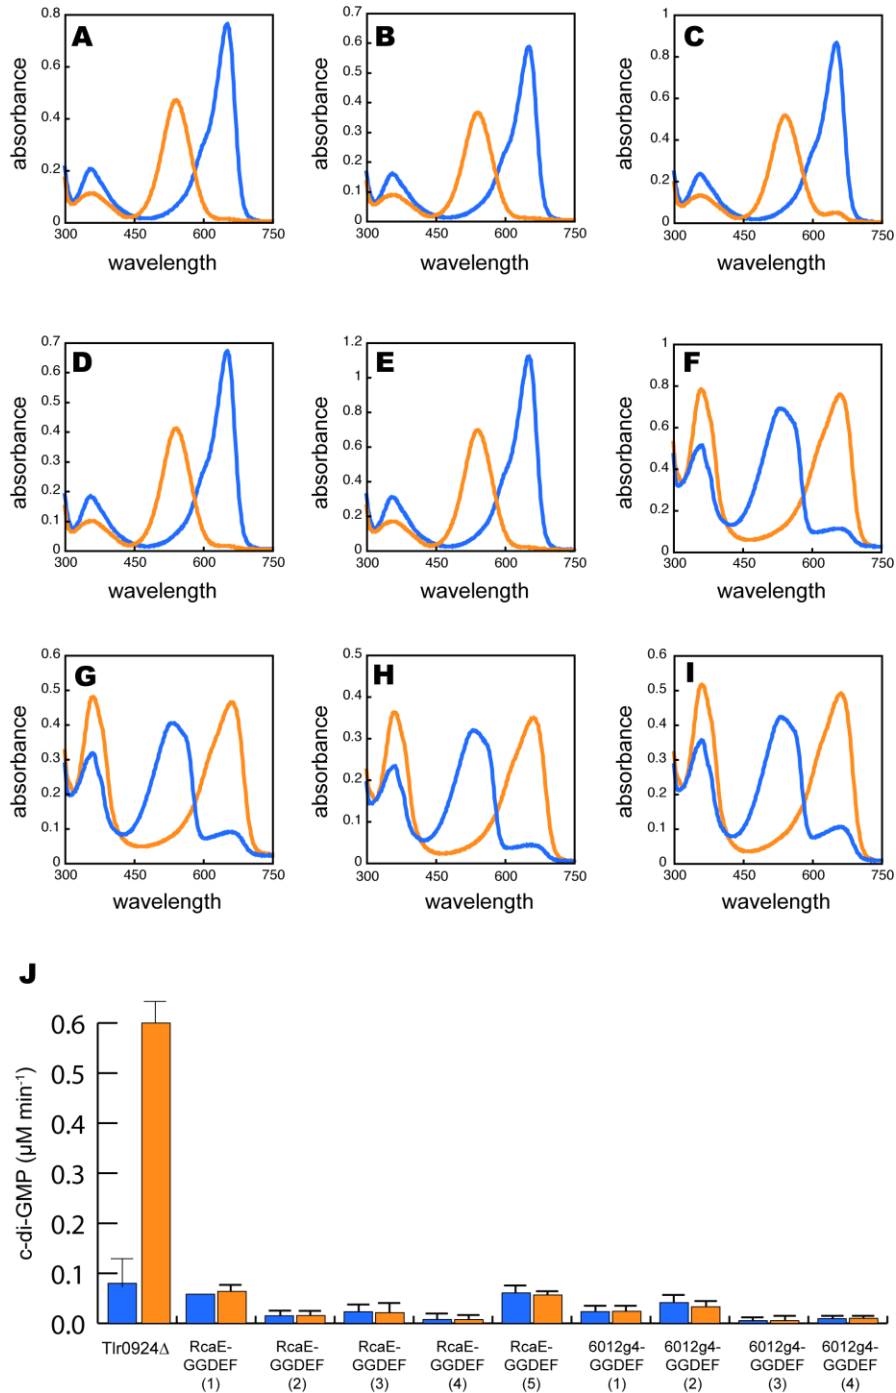 A
0.8
0.6
0.4
0.2
0
300
450
600
750
absorbance
wavelength
B
0.7
0.6
0.5
0.4
0.3
0.2
0.1
0
300
450
600
750
absorbance
wavelength
C
1
0.8
0.6
0.4
0.2
0
300
450
600
750
absorbance
wavelength
D
0.7
0.6
0.5
0.4
0.3
0.2
0.1
0
300
450
600
750
absorbance
wavelength
E
1.2
1
0.8
0.6
0.4
0.2
0
300
450
600
750
absorbance
wavelength
F
1
0.8
0.6
0.4
0.2
0
300
450
600
750
absorbance
wavelength
G
0.6
0.5
0.4
0.3
0.2
0.1
0
300
450
600
750
absorbance
wavelength
H
0.5
0.4
0.3
0.2
0.1
0
300
450
600
750
absorbance
wavelength
I
0.6
0.5
0.4
0.3
0.2
0.1
0
300
450
600
750
absorbance
wavelength
J
c-di-GMP (µM min⁻¹)
0.6
0.5
0.4
0.3
0.2
0.1
0.0
Tlr0924Δ
RcaE-
GGDEF
(1)
RcaE-
GGDEF
(2)
RcaE-
GGDEF
(3)
RcaE-
GGDEF
(4)
RcaE-
GGDEF
(5)
6012g4-
GGDEF
(1)
6012g4-
GGDEF
(2)
6012g4-
GGDEF
(3)
6012g4-
GGDEF
(4)